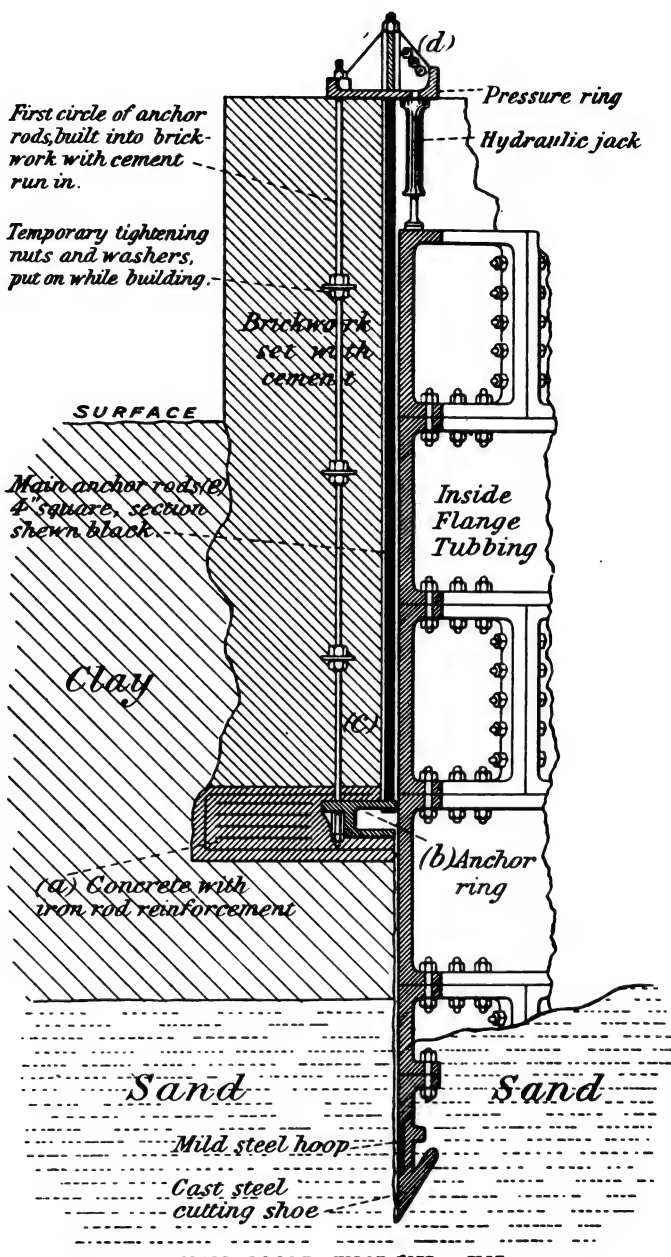 (d)
Pressure ring
Hydraulic jack
First circle of anchor
rods, built into brick-
work with cement
run in.
Temporary tightening
nuts and washers,
put on while building.
Brickwork
set with
cement
SURFACE
Main anchor rods (e)
4" square, section
shewn black.
Inside
Flange
Tubbing
Clay
(c)
(b) Anchor
ring
(a) Concrete with
iron rod reinforcement
Sand
Sand
Mild steel hoop
Cast steel
cutting shoe